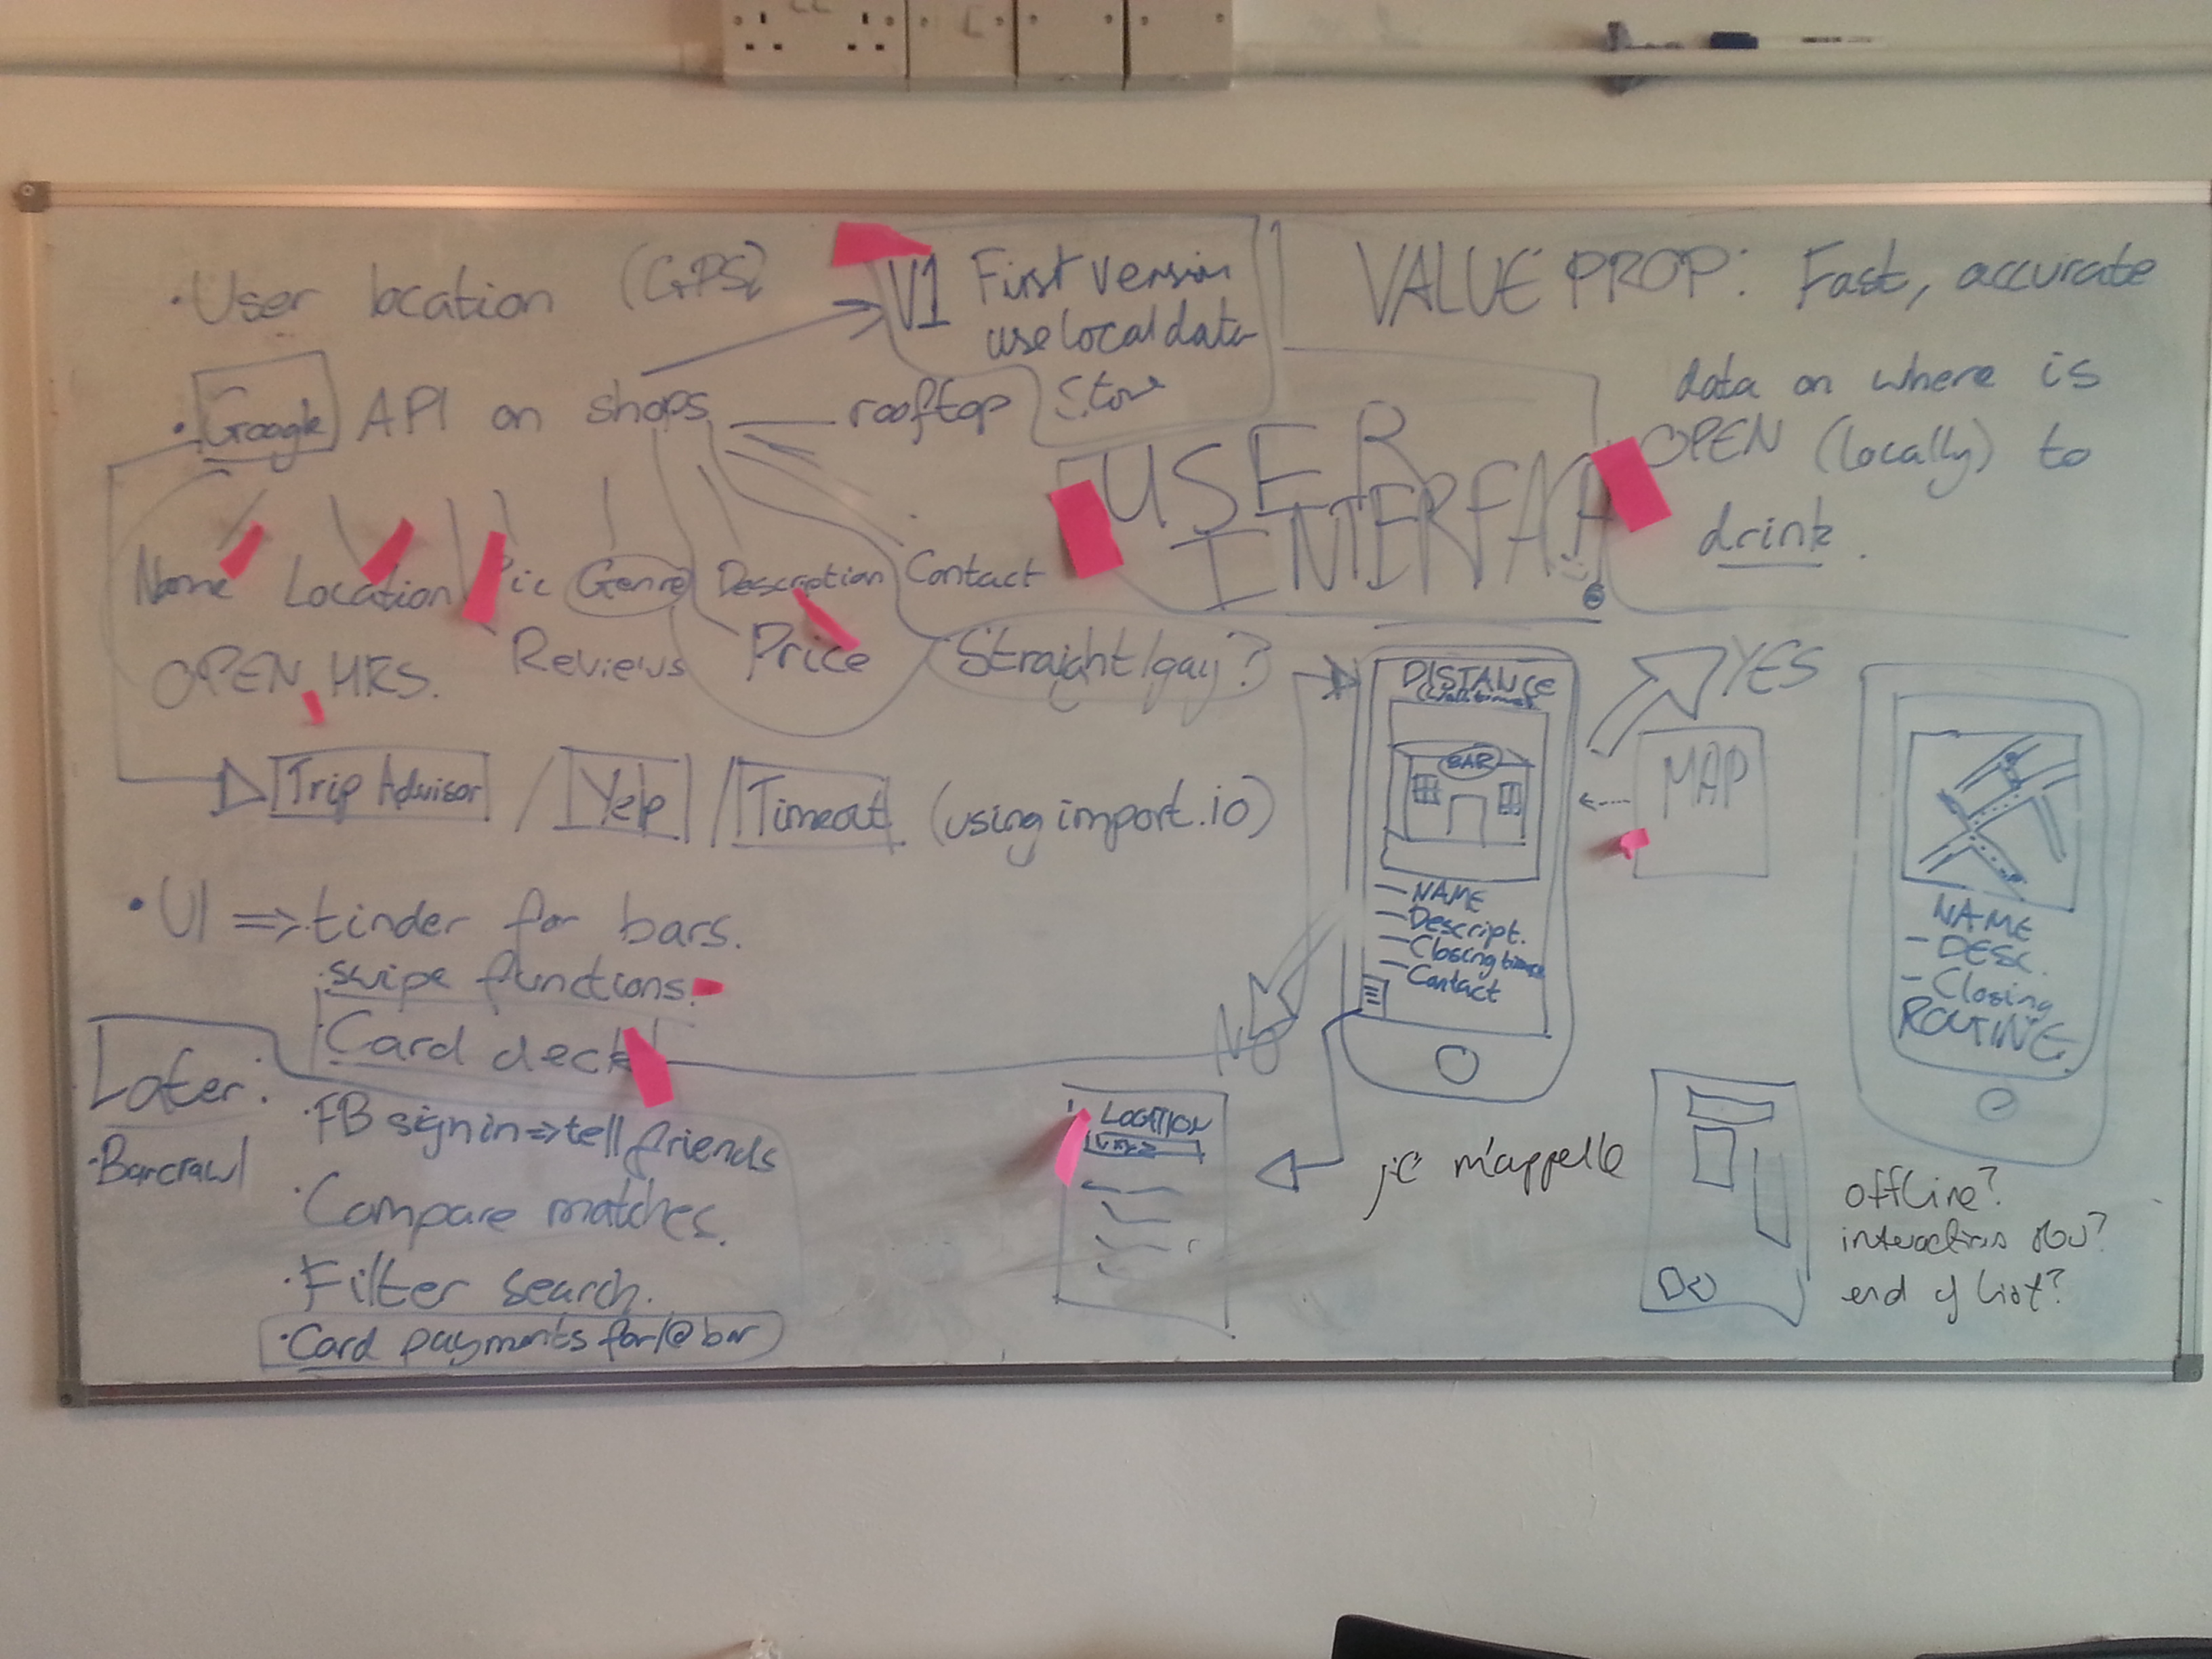 ·User location (GPS)
· Google API on shops
rooftop
V1 First version
use local data
Store
VALUE PROP: Fast, accurate
data on where is
OPEN (locally) to
drink.
USER
INTERFACE
Name Location Pic Genre Description Contact
OPEN HRS. Reviews Price Straight/gay?
Trip Advisor / Yelp / Timeout (using import.io)
· UI => tinder for bars.
·swipe functions.
·Card deck
Later:
·Barcrawl
·FB sign in => tell friends
·Compare matches.
·Filter search.
·Card payments for/@ bar
DISTANCE
BAR
— NAME
— Descript.
— Closing times
— Contact
YES
NO
MAP
NAME
– DESC.
– Closing
ROUTING
LOCATION
je m'appelle
offline?
interactions
end of list?